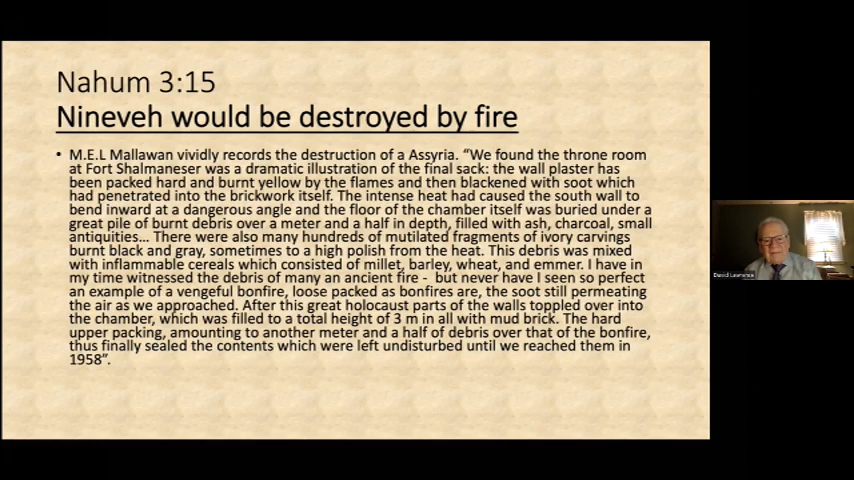 Nahum 3:15
Nineveh would be destroyed by fire
• M.E.L Mallawan vividly records the destruction of a Assyria. “We found the throne room
at Fort Shalmaneser was a dramatic illustration of the final sack: the wall plaster has
been packed hard and burnt yellow by the flames and then blackened with soot which
had penetrated into the brickwork itself. The intense heat had caused the south wall to
bend inward at a dangerous angle and the floor of the chamber itself was buried under a
great pile of burnt debris over a meter and a half in depth, filled with ash, charcoal, small
antiquities... There were also many hundreds of mutilated fragments of ivory carvings
burnt black and gray, sometimes to a high polish from the heat. This debris was mixed
with inflammable cereals which consisted of millet, barley, wheat, and emmer. I have in
my time witnessed the debris of many an ancient fire - but never have I seen so perfect
an example of a vengeful bonfire, loose packed as bonfires are, the soot still permeating
the air as we approached. After this great holocaust parts of the walls toppled over into
the chamber, which was filled to a total height of 3 m in all with mud brick. The hard
upper packing, amounting to another meter and a half of debris over that of the bonfire,
thus finally sealed the contents which were left undisturbed until we reached them in
1958”.
David Lawrence